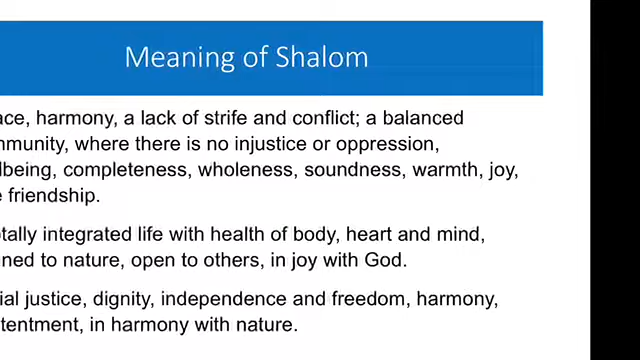 Meaning of Shalom
ace, harmony, a lack of strife and conflict; a balanced
mmunity, where there is no injustice or oppression,
lbeing, completeness, wholeness, soundness, warmth, joy,
e friendship.
tally integrated life with health of body, heart and mind,
ned to nature, open to others, in joy with God.
ial justice, dignity, independence and freedom, harmony,
tentment, in harmony with nature.